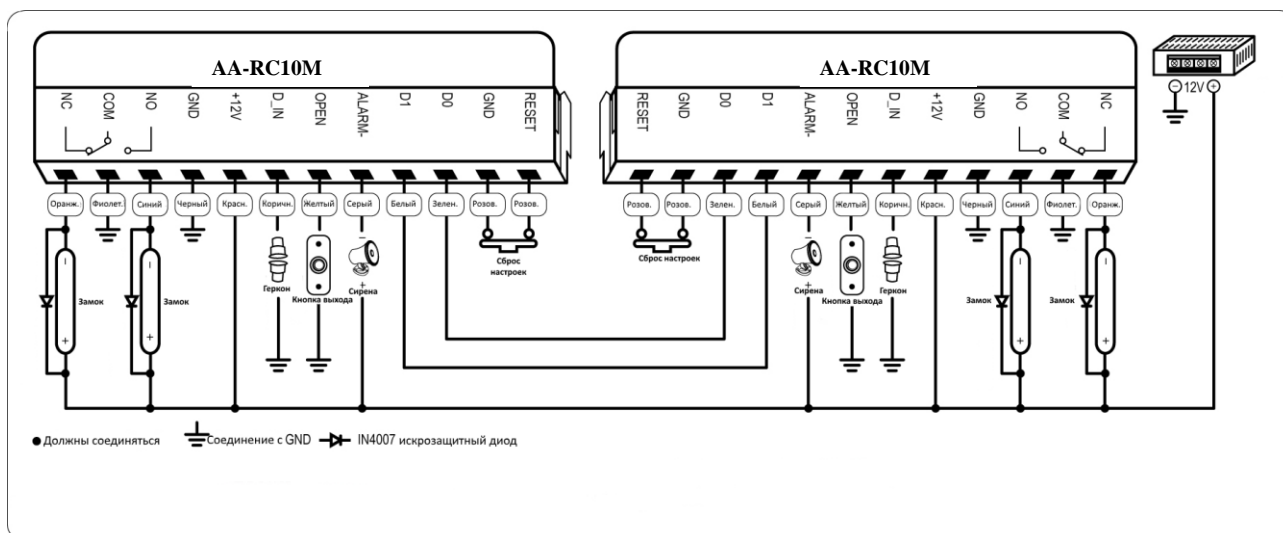 AA-RC10M
NC COM NO GND +12V D_IN OPEN ALARM- D1 D0 GND RESET
Оранж. Фиолет. Синий Черный Красн. Коричн. Желтый Серый Белый Зелен. Розов. Розов.
AA-RC10M
RESET GND D0 D1 ALARM- OPEN D_IN +12V GND NO COM NC
Розов. Розов. Зелен. Белый Серый Желтый Коричн. Красн. Черный Синий Фиолет. Оранж.
− 12V +
−
Замок
+
−
Замок
+
Геркон
Кнопка выхода
−
+
Сирена
Сброс
настроек
Сброс настроек
−
+
Сирена
Кнопка выхода
Геркон
−
Замок
+
−
Замок
+
Должны соединяться
Соединение с GND
IN4007 искрозащитный диод